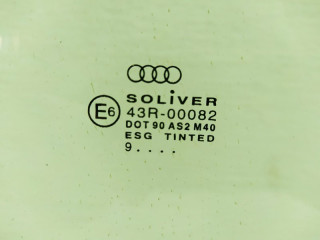 SOLiVER
E6 43R-00082
DOT 90 AS2 M40
ESG TINTED
9....